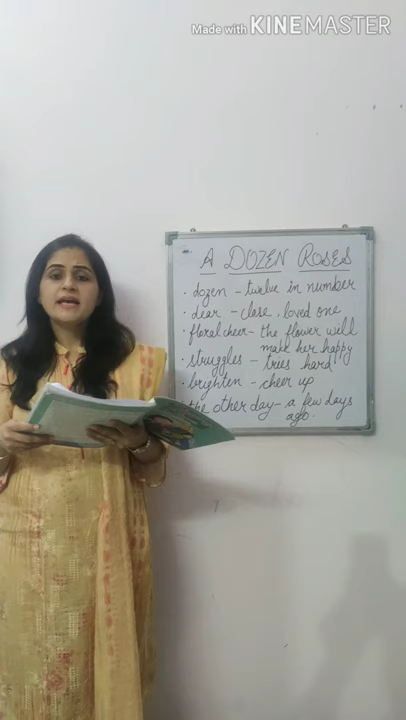 Made with KINEMASTER
A DOZEN ROSES
• dozen - twelve in number
• dear - close, loved one
• floral cheer - the flower will
make her happy
• struggles - tries hard
• brighten - cheer up
the other day - a few days
ago.